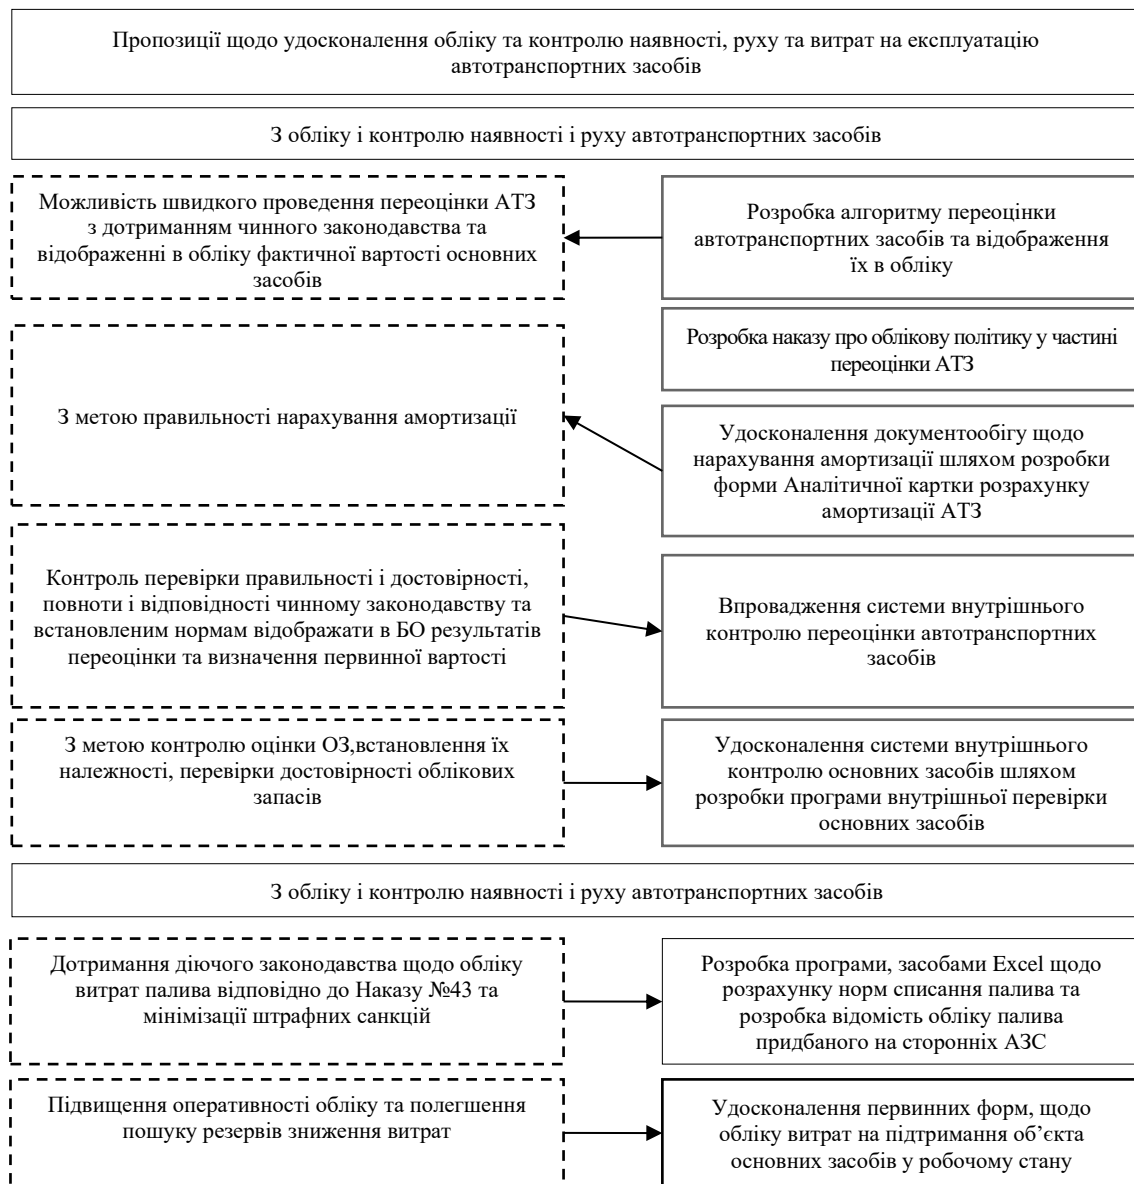 Пропозиції щодо удосконалення обліку та контролю наявності, руху та витрат на експлуатацію
автотранспортних засобів
З обліку і контролю наявності і руху автотранспортних засобів
Можливість швидкого проведення переоцінки АТЗ
з дотриманням чинного законодавства та
відображенні в обліку фактичної вартості основних
засобів
Розробка алгоритму переоцінки
автотранспортних засобів та відображення
їх в обліку
Розробка наказу про облікову політику у частині
переоцінки АТЗ
З метою правильності нарахування амортизації
Удосконалення документообігу щодо
нарахування амортизації шляхом розробки
форми Аналітичної картки розрахунку
амортизації АТЗ
Контроль перевірки правильності і достовірності,
повноти і відповідності чинному законодавству та
встановленим нормам відображати в БО результатів
переоцінки та визначення первинної вартості
Впровадження системи внутрішнього
контролю переоцінки автотранспортних
засобів
З метою контролю оцінки ОЗ,встановлення їх
належності, перевірки достовірності облікових
запасів
Удосконалення системи внутрішнього
контролю основних засобів шляхом
розробки програми внутрішньої перевірки
основних засобів
З обліку і контролю наявності і руху автотранспортних засобів
Дотримання діючого законодавства щодо обліку
витрат палива відповідно до Наказу №43 та
мінімізації штрафних санкцій
Розробка програми, засобами Excel щодо
розрахунку норм списання палива та
розробка відомість обліку палива
придбаного на сторонніх АЗС
Підвищення оперативності обліку та полегшення
пошуку резервів зниження витрат
Удосконалення первинних форм, щодо
обліку витрат на підтримання об’єкта
основних засобів у робочому стану